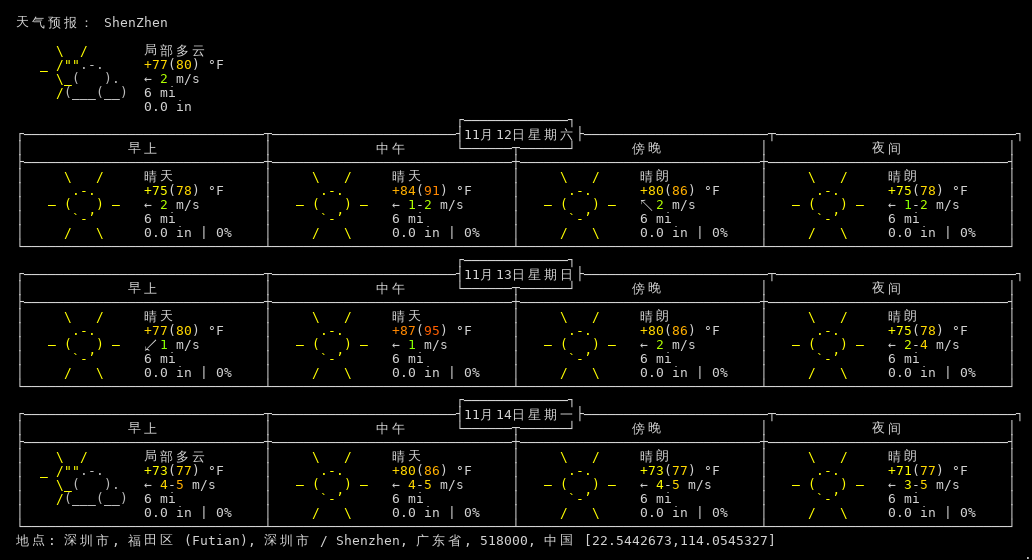 天气预报： ShenZhen
局部多云
+77(80) °F
← 2 m/s
6 mi
0.0 in
11月12日星期六
早上 中午 傍晚 夜间
晴天 晴天 晴朗 晴朗
+75(78) °F +84(91) °F +80(86) °F +75(78) °F
← 2 m/s ← 1-2 m/s ↖ 2 m/s ← 1-2 m/s
6 mi 6 mi 6 mi 6 mi
0.0 in | 0% 0.0 in | 0% 0.0 in | 0% 0.0 in | 0%
11月13日星期日
早上 中午 傍晚 夜间
晴天 晴天 晴朗 晴朗
+77(80) °F +87(95) °F +80(86) °F +75(78) °F
↙ 1 m/s ← 1 m/s ← 2 m/s ← 2-4 m/s
6 mi 6 mi 6 mi 6 mi
0.0 in | 0% 0.0 in | 0% 0.0 in | 0% 0.0 in | 0%
11月14日星期一
早上 中午 傍晚 夜间
局部多云 晴天 晴朗 晴朗
+73(77) °F +80(86) °F +73(77) °F +71(77) °F
← 4-5 m/s ← 4-5 m/s ← 4-5 m/s ← 3-5 m/s
6 mi 6 mi 6 mi 6 mi
0.0 in | 0% 0.0 in | 0% 0.0 in | 0% 0.0 in | 0%
地点: 深圳市, 福田区 (Futian), 深圳市 / Shenzhen, 广东省, 518000, 中国 [22.5442673,114.0545327]